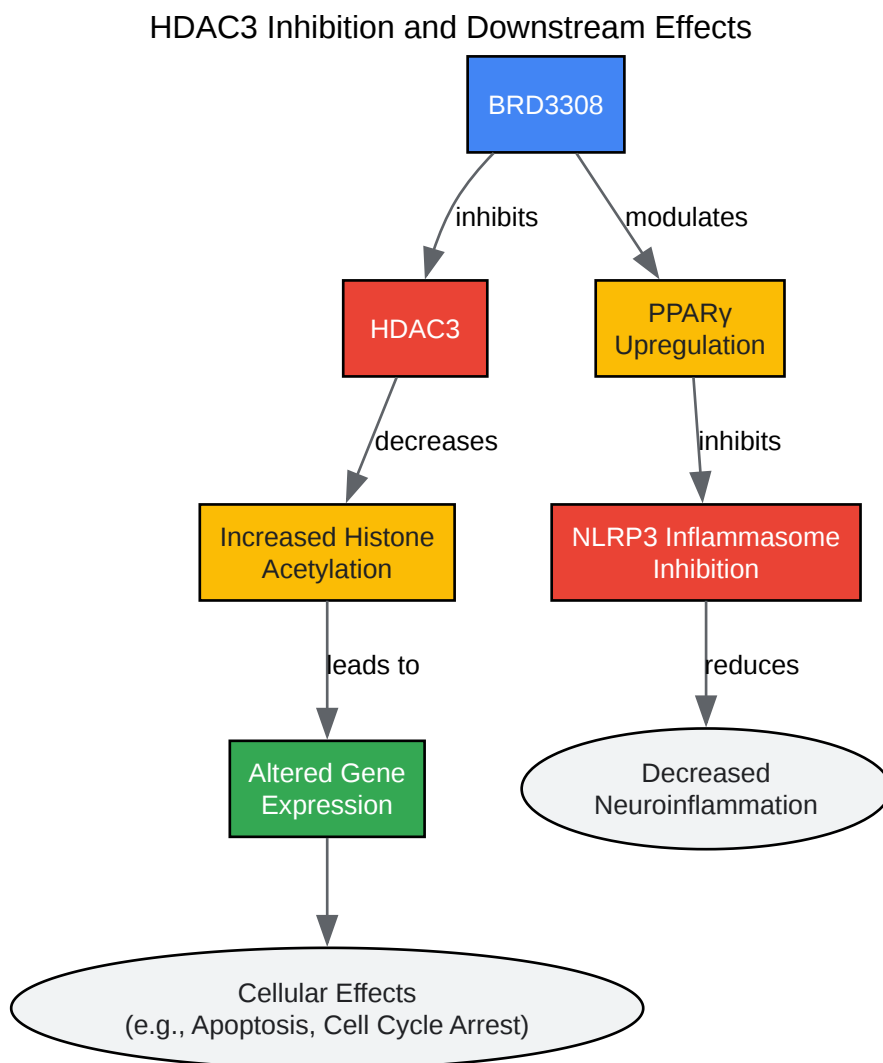 HDAC3 Inhibition and Downstream Effects
BRD3308
inhibits
modulates
HDAC3
PPARγ
Upregulation
decreases
inhibits
Increased Histone
Acetylation
NLRP3 Inflammasome
Inhibition
leads to
reduces
Altered Gene
Expression
Decreased
Neuroinflammation
Cellular Effects
(e.g., Apoptosis, Cell Cycle Arrest)